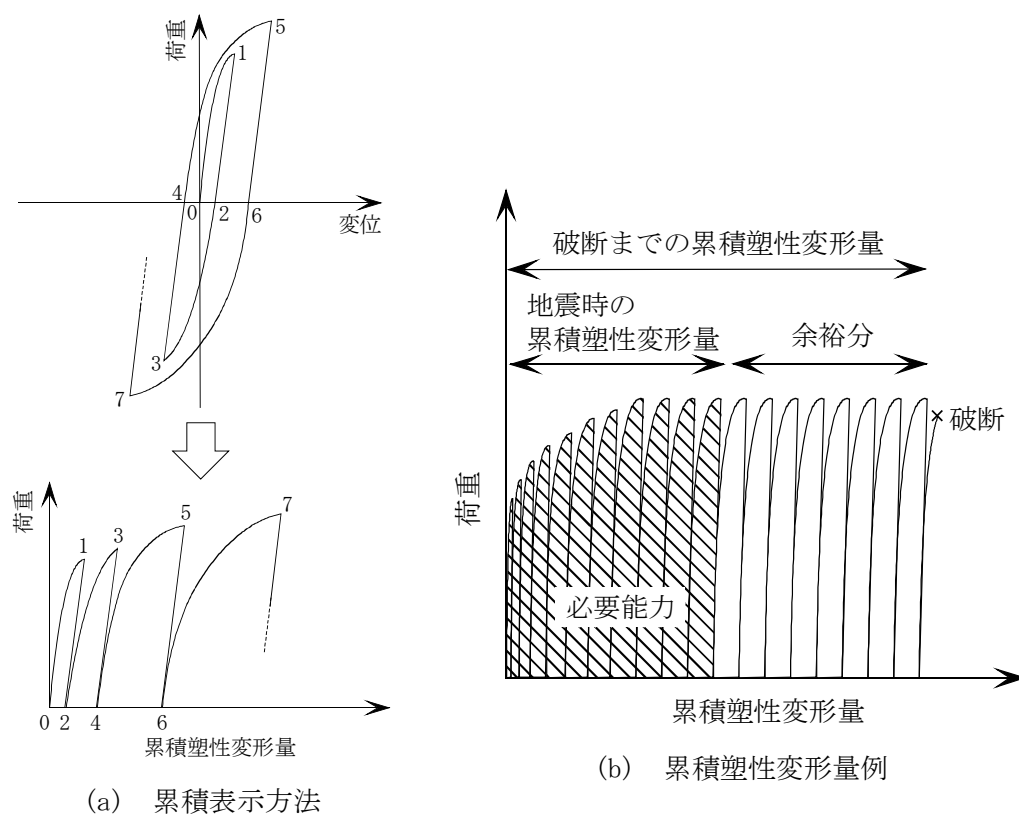 荷重
5
1
4
0
2
6
変位
3
7
荷重
1
3
5
7
0
2
4
6
累積塑性変形量
(a) 累積表示方法
破断までの累積塑性変形量
地震時の
累積塑性変形量
余裕分
破断
荷重
必要能力
累積塑性変形量
(b) 累積塑性変形量例